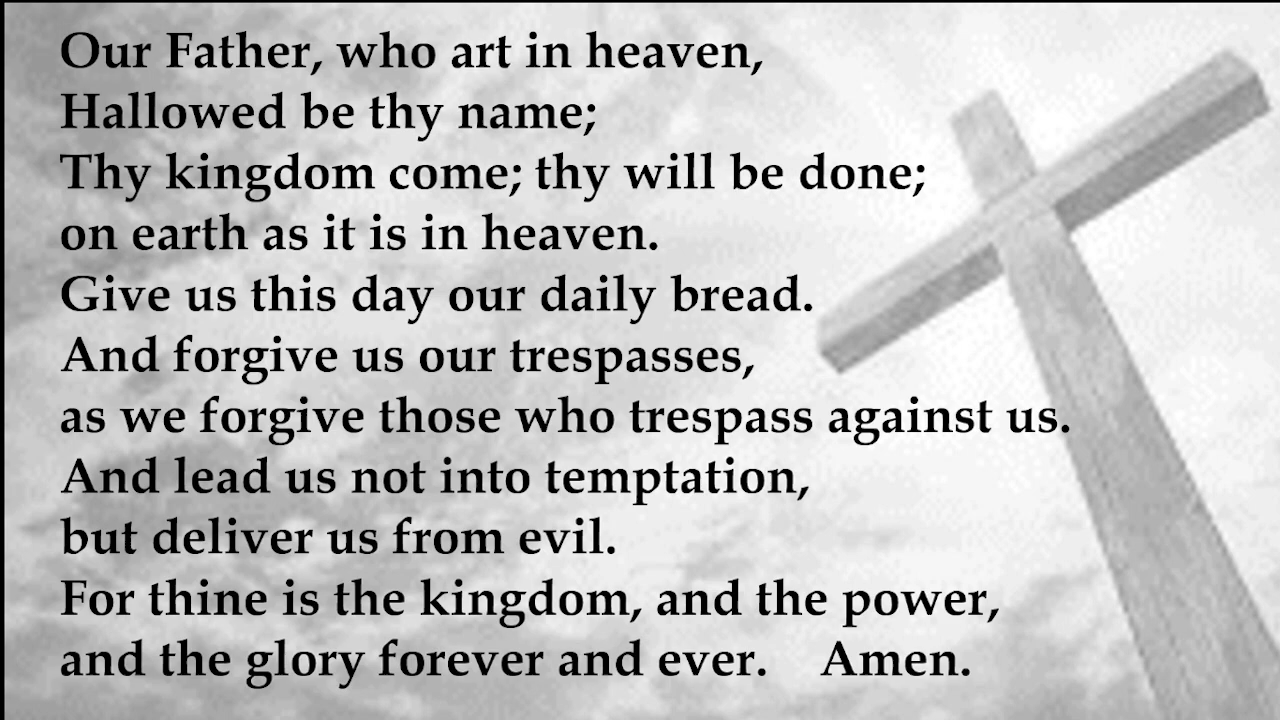 Our Father, who art in heaven,
Hallowed be thy name;
Thy kingdom come; thy will be done;
on earth as it is in heaven.
Give us this day our daily bread.
And forgive us our trespasses,
as we forgive those who trespass against us.
And lead us not into temptation,
but deliver us from evil.
For thine is the kingdom, and the power,
and the glory forever and ever. Amen.